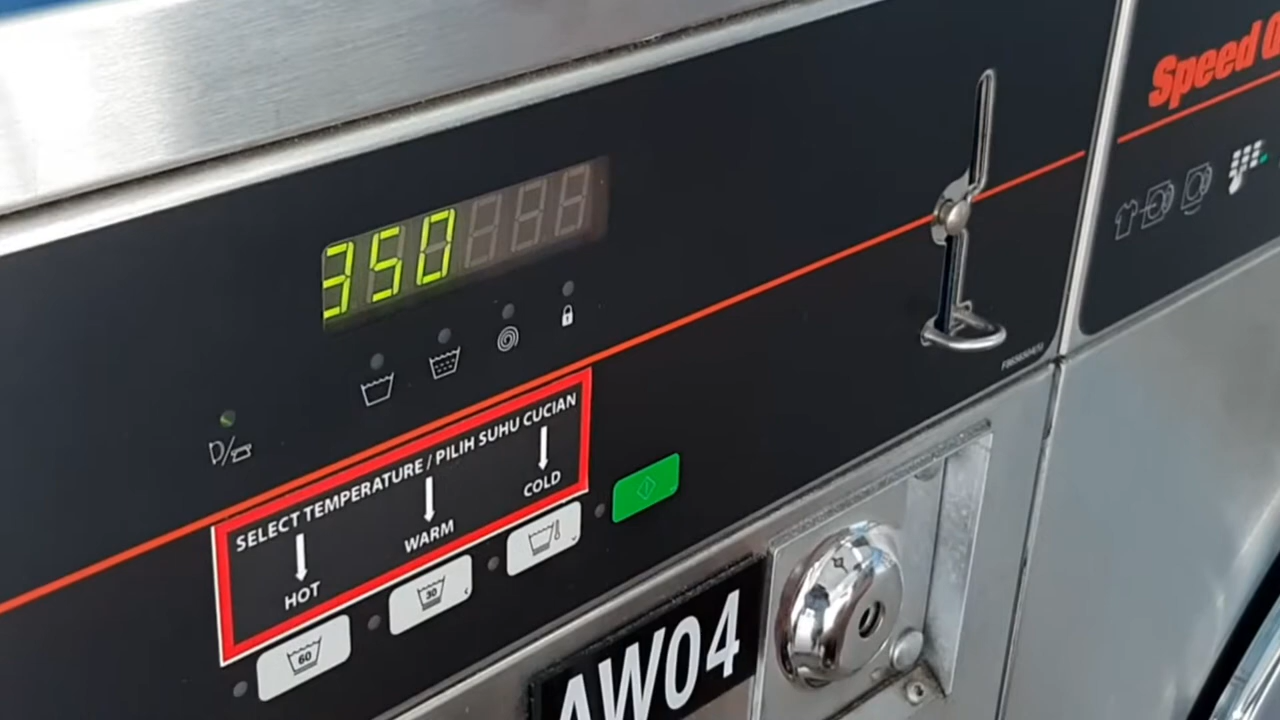 Speed
350
SELECT TEMPERATURE / PILIH SUHU CUCIAN
HOT
WARM
COLD
60
30
AW04